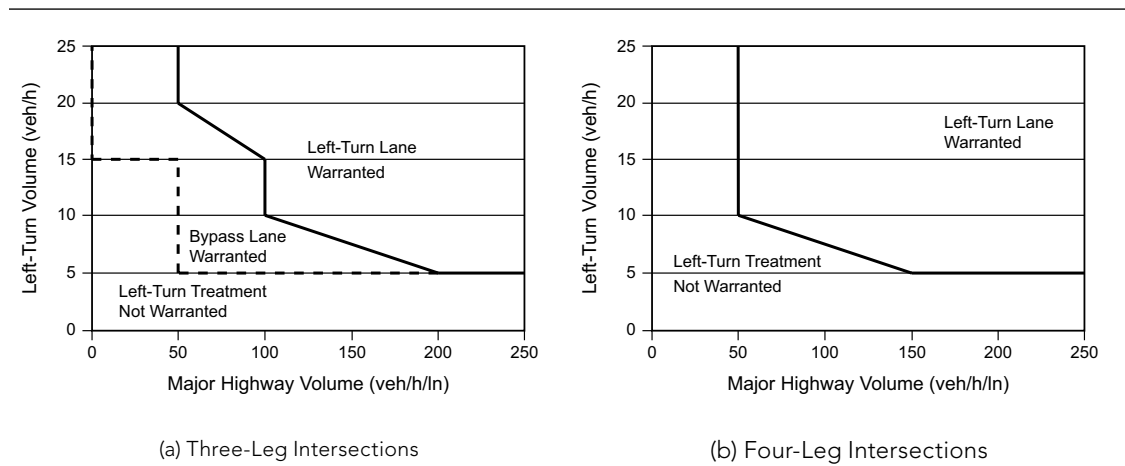 Left-Turn Volume (veh/h)
25
20
15
10
5
0
Left-Turn Lane
Warranted
Bypass Lane
Warranted
Left-Turn Treatment
Not Warranted
0 50 100 150 200 250
Major Highway Volume (veh/h/ln)
(a) Three-Leg Intersections
Left-Turn Volume (veh/h)
25
20
15
10
5
0
Left-Turn Lane
Warranted
Left-Turn Treatment
Not Warranted
0 50 100 150 200 250
Major Highway Volume (veh/h/ln)
(b) Four-Leg Intersections